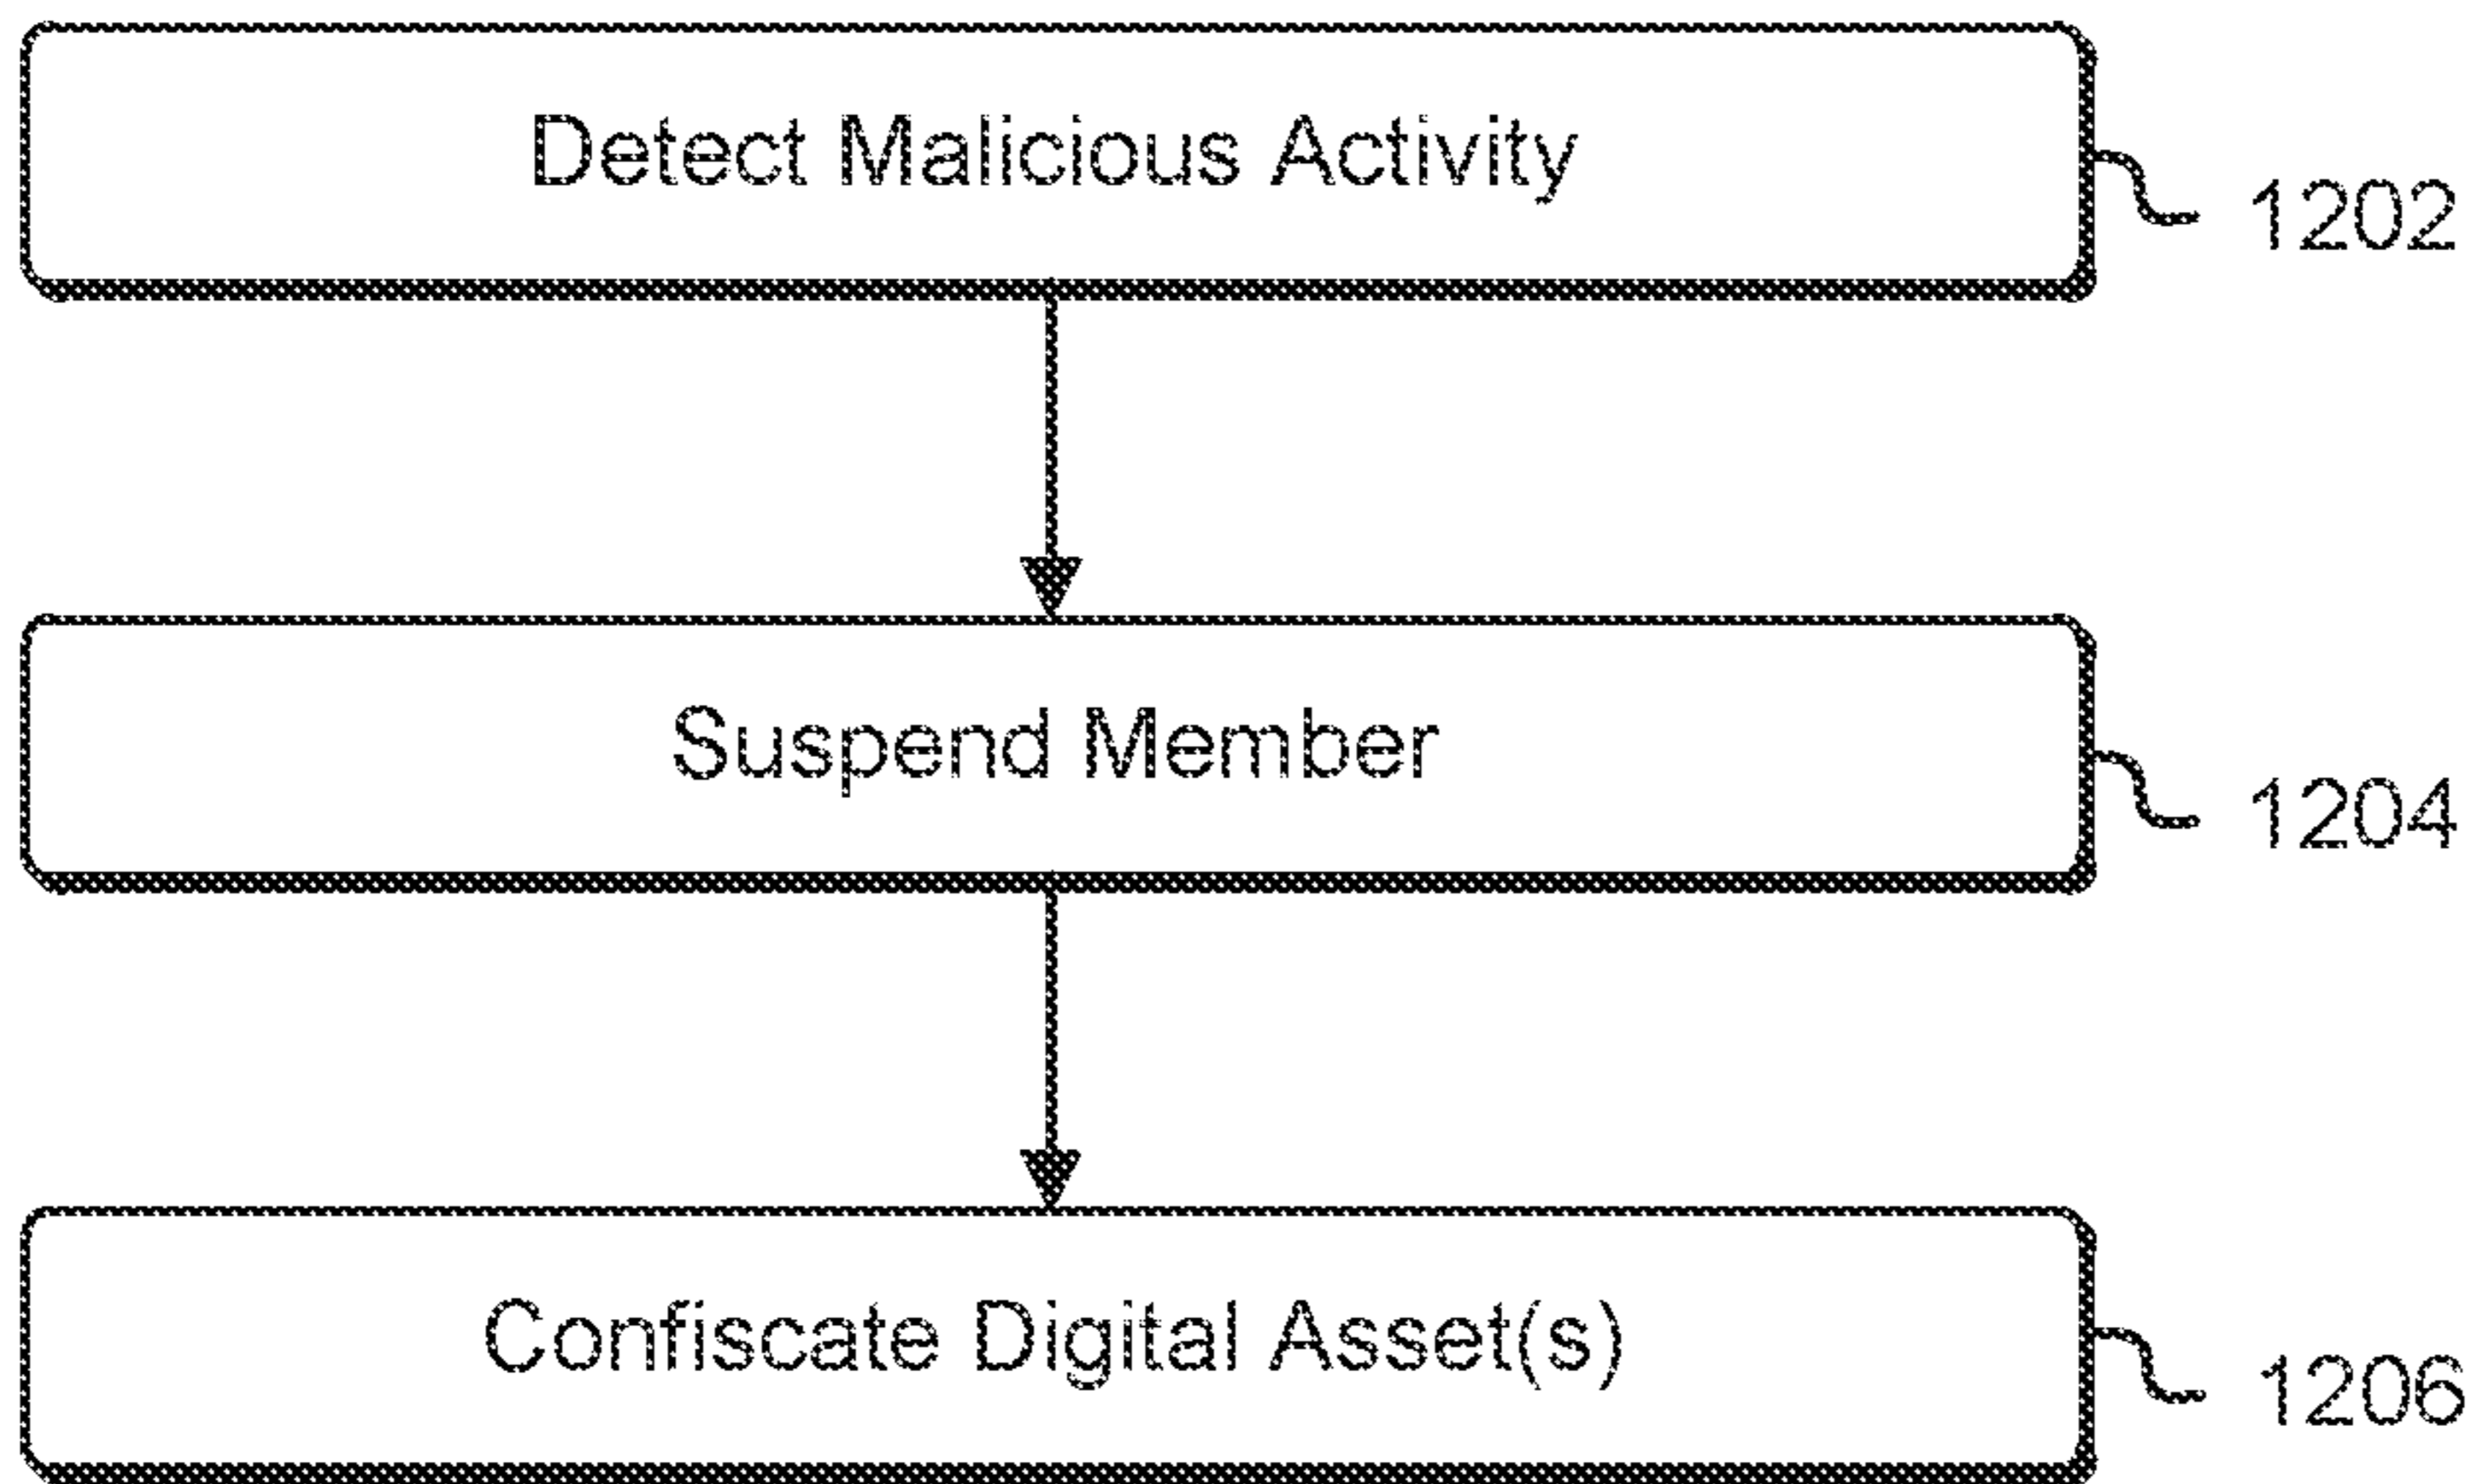 Detect Malicious Activity
1202
Suspend Member
1204
Confiscate Digital Asset(s)
1206